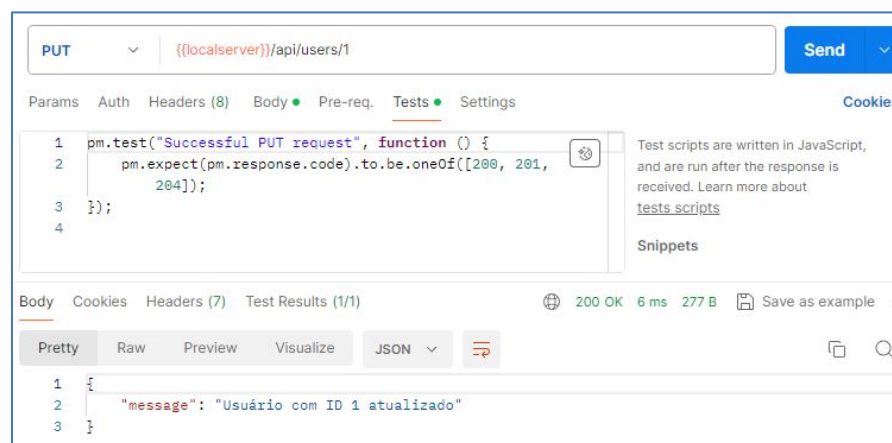 PUT {{localserver}}/api/users/1 Send
Params Auth Headers (8) Body Pre-req. Tests Settings Cookies
1 pm.test("Successful PUT request", function () {
2 pm.expect(pm.response.code).to.be.oneOf([200, 201,
204]);
3 });
4
Test scripts are written in JavaScript,
and are run after the response is
received. Learn more about
tests scripts
Snippets
Body Cookies Headers (7) Test Results (1/1) 200 OK 6 ms 277 B Save as example
Pretty Raw Preview Visualize JSON
1 {
2 "message": "Usuário com ID 1 atualizado"
3 }